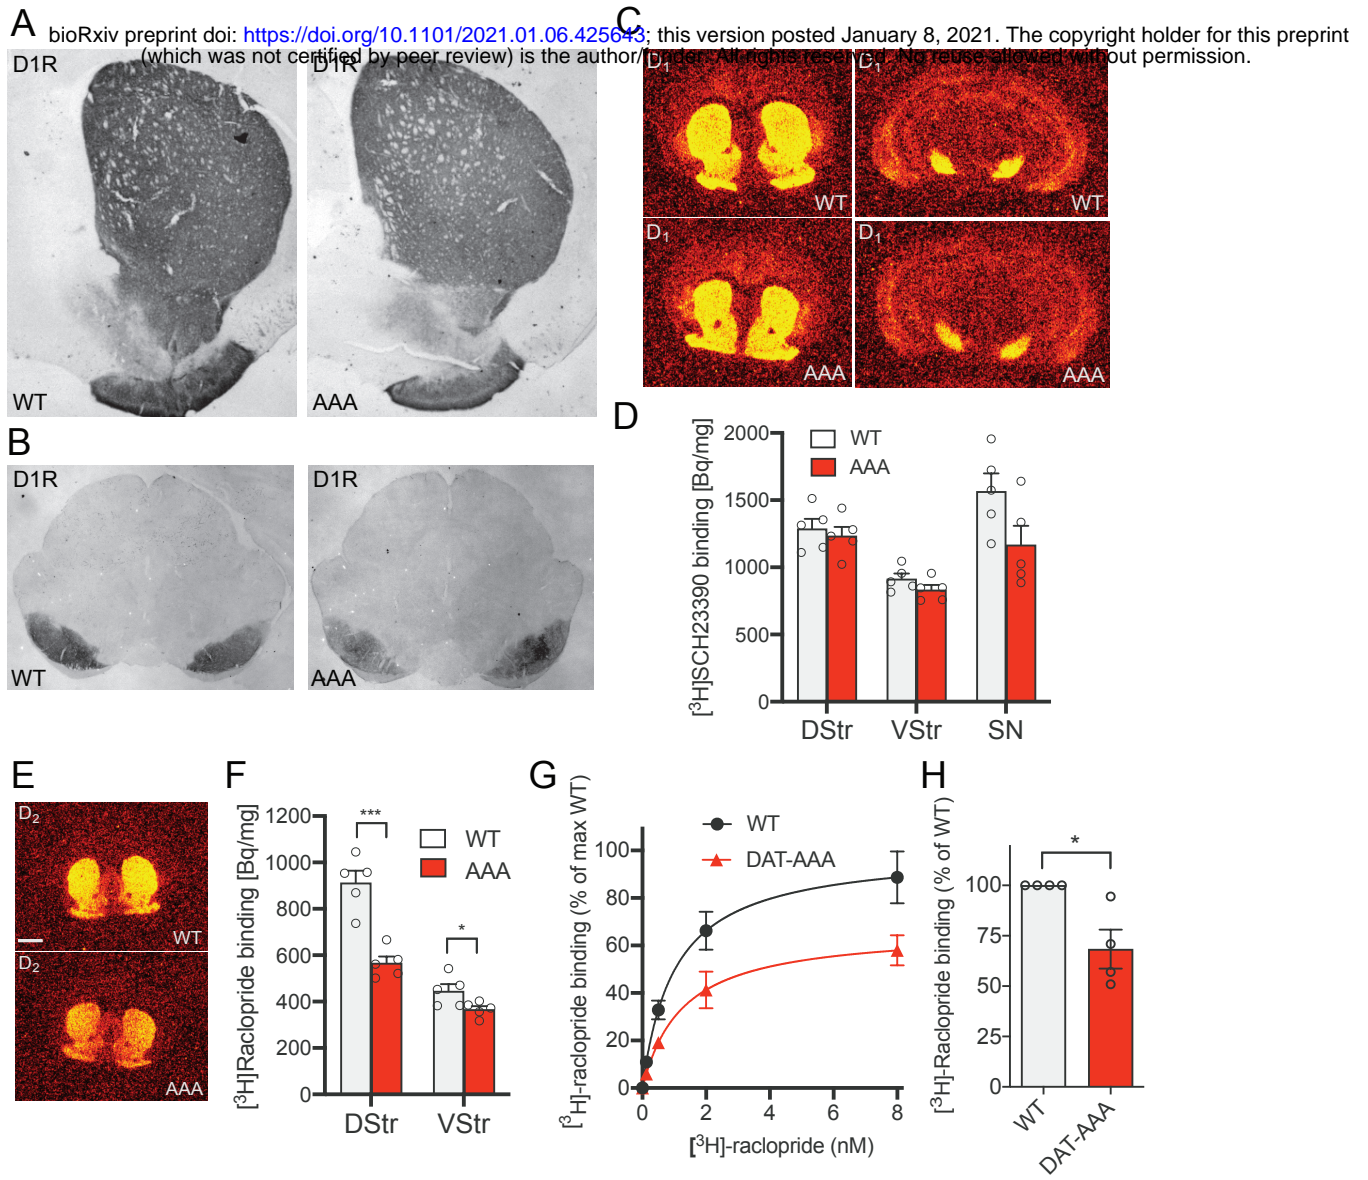 A
bioRxiv preprint doi: https://doi.org/10.1101/2021.01.06.425643; this version posted January 8, 2021. The copyright holder for this preprint
(which was not certified by peer review) is the author/funder. All rights reserved. No reuse allowed without permission.
D1R
D1R
WT
AAA
B
D1R
D1R
WT
AAA
C
D1
D1
WT
WT
D1
D1
AAA
AAA
D
[3H]SCH23390 binding [Bq/mg]
2000
1500
1000
500
0
WT
AAA
DStr
VStr
SN
E
D2
WT
D2
AAA
F
[3H]Raclopride binding [Bq/mg]
1200
1000
800
600
400
200
0
***
*
WT
AAA
DStr
VStr
G
[3H]-raclopride binding (% of max WT)
100
80
60
40
20
0
WT
DAT-AAA
0
2
4
6
8
[3H]-raclopride (nM)
H
[3H]-Raclopride binding (% of WT)
100
75
50
25
0
*
WT
DAT-AAA